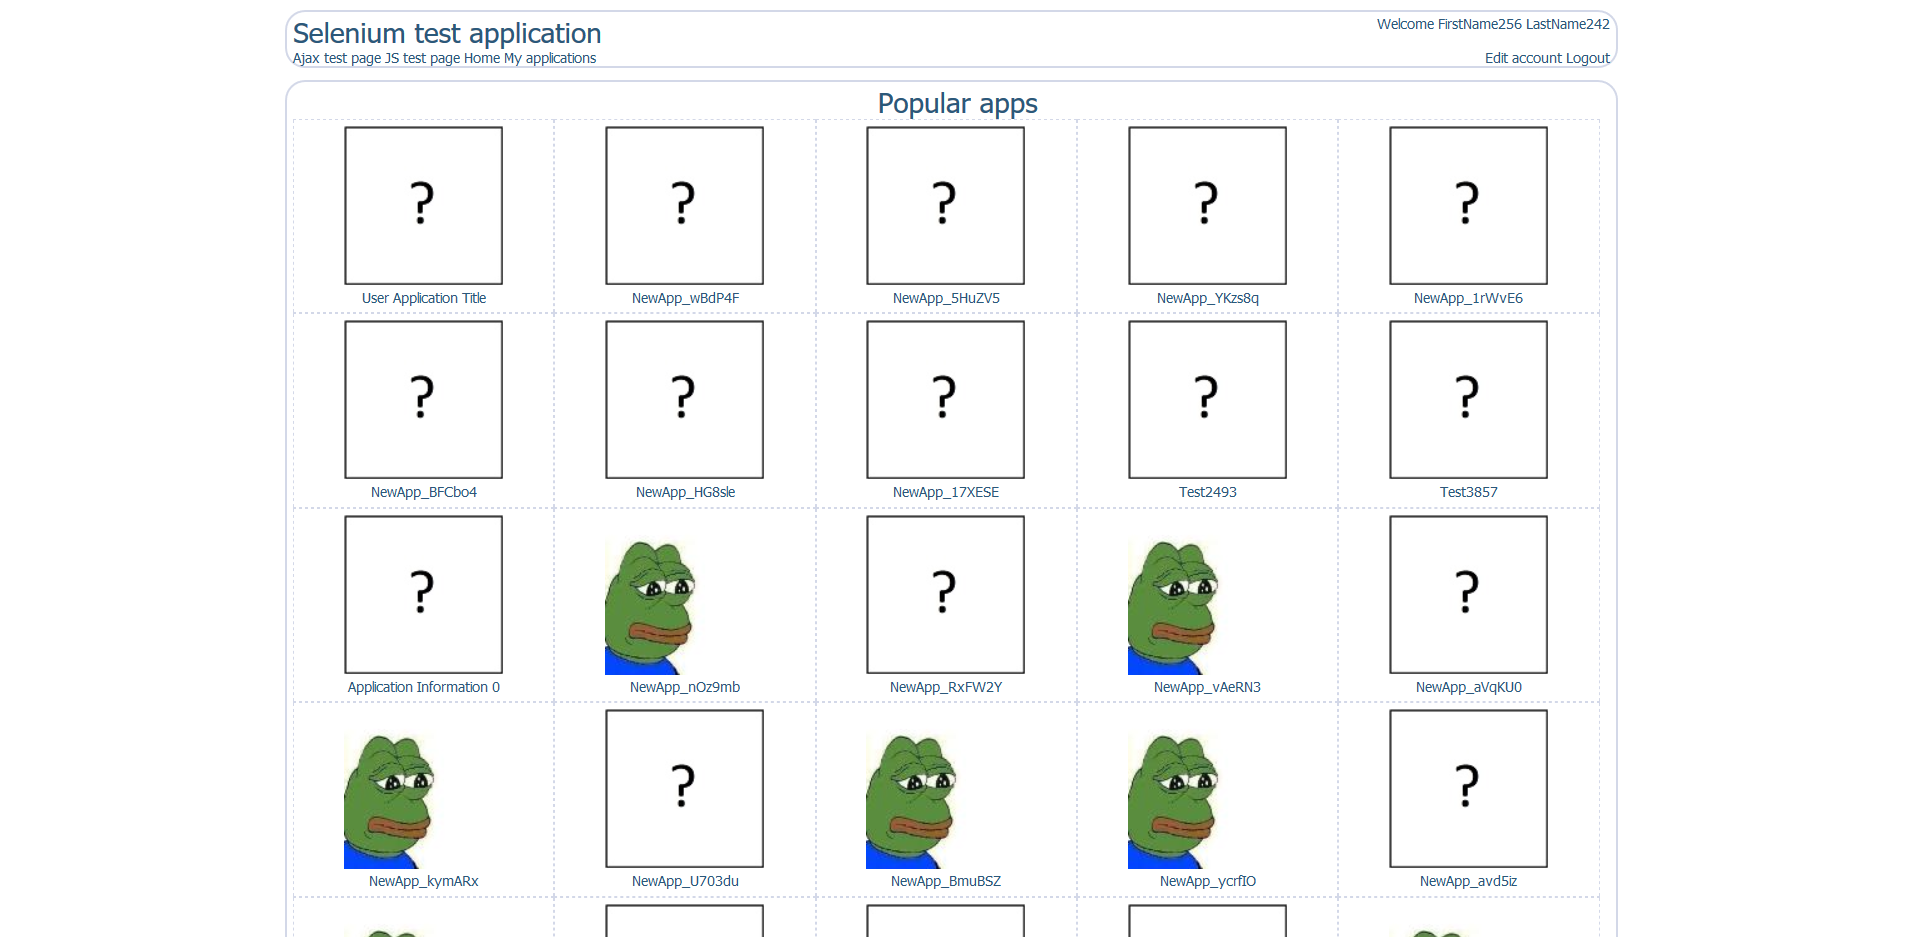 Selenium test application
Welcome FirstName256 LastName242
Ajax test page JS test page Home My applications
Edit account Logout
Popular apps
?
?
?
?
?
User Application Title
NewApp_wBdP4F
NewApp_5HuZV5
NewApp_YKzs8q
NewApp_1rWvE6
?
?
?
?
?
NewApp_BFCbo4
NewApp_HG8sle
NewApp_17XESE
Test2493
Test3857
?
?
?
Application Information 0
NewApp_nOz9mb
NewApp_RxFW2Y
NewApp_vAeRN3
NewApp_aVqKU0
?
?
NewApp_kymARx
NewApp_U703du
NewApp_BmuBSZ
NewApp_ycrfIO
NewApp_avd5iz